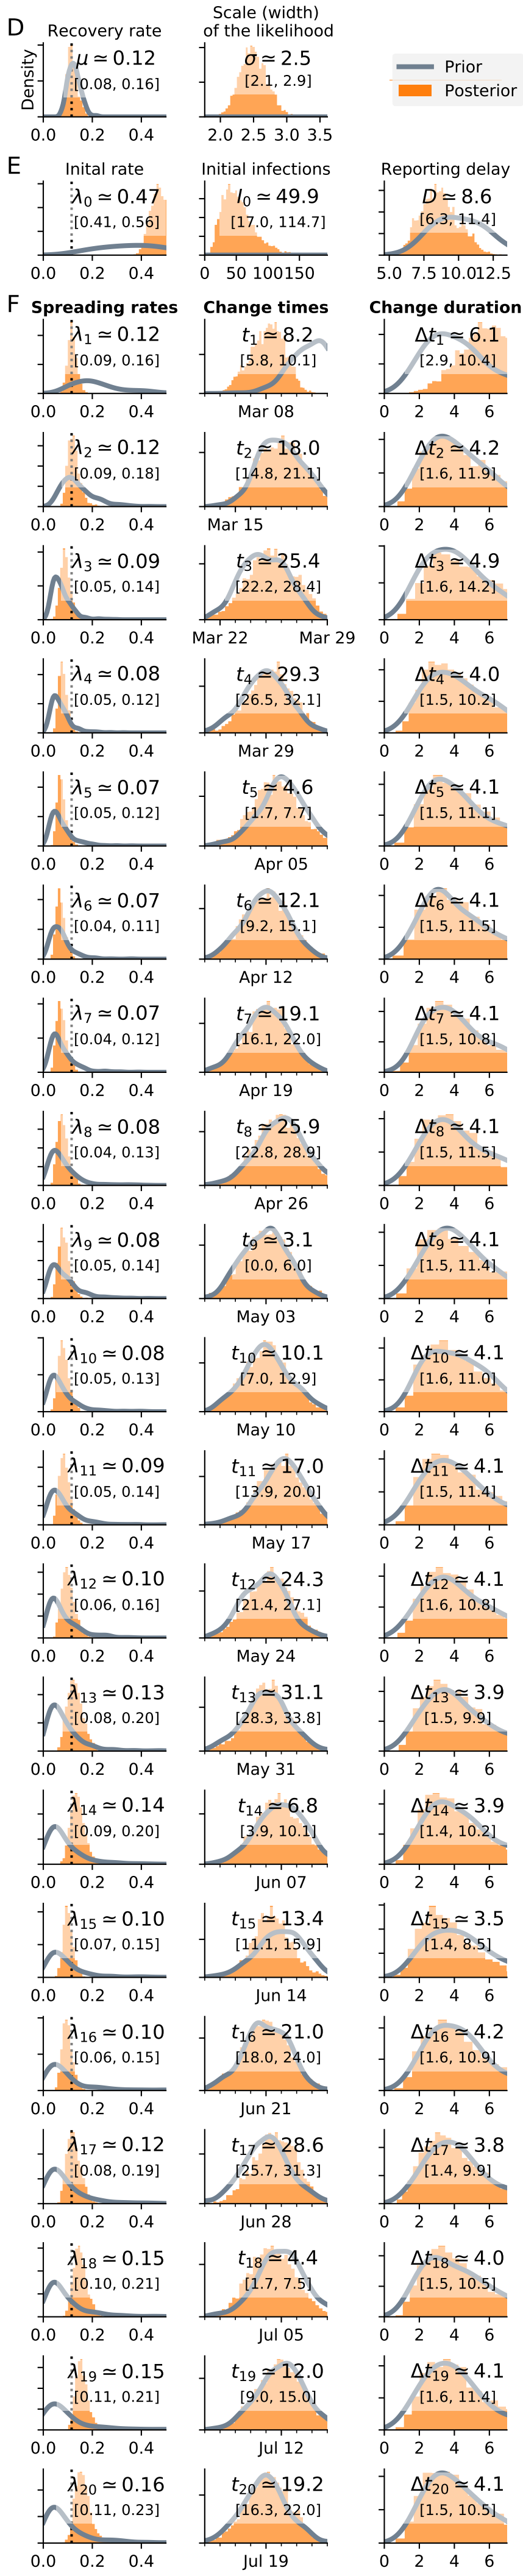 D
Recovery rate
Scale (width)
of the likelihood
Density
μ ≃ 0.12
[0.08, 0.16]
0.0 0.2 0.4
σ ≃ 2.5
[2.1, 2.9]
2.0 2.5 3.0 3.5
Prior
Posterior
E
Inital rate
λ0 ≃ 0.47
[0.41, 0.56]
0.0 0.2 0.4
Initial infections
I0 ≃ 49.9
[17.0, 114.7]
0 50 100 150
Reporting delay
D ≃ 8.6
[6.3, 11.4]
5.0 7.5 10.0 12.5
F
Spreading rates Change times Change duration
λ1 ≃ 0.12 t1 ≃ 8.2 Δt1 ≃ 6.1
[0.09, 0.16] [5.8, 10.1] [2.9, 10.4]
0.0 0.2 0.4 Mar 08 0 2 4 6
λ2 ≃ 0.12 t2 ≃ 18.0 Δt2 ≃ 4.2
[0.09, 0.18] [14.8, 21.1] [1.6, 11.9]
0.0 0.2 0.4 Mar 15 0 2 4 6
λ3 ≃ 0.09 t3 ≃ 25.4 Δt3 ≃ 4.9
[0.05, 0.14] [22.2, 28.4] [1.6, 14.2]
0.0 0.2 0.4 Mar 22 Mar 29 0 2 4 6
λ4 ≃ 0.08 t4 ≃ 29.3 Δt4 ≃ 4.0
[0.05, 0.12] [26.5, 32.1] [1.5, 10.2]
0.0 0.2 0.4 Mar 29 0 2 4 6
λ5 ≃ 0.07 t5 ≃ 4.6 Δt5 ≃ 4.1
[0.05, 0.12] [1.7, 7.7] [1.5, 11.1]
0.0 0.2 0.4 Apr 05 0 2 4 6
λ6 ≃ 0.07 t6 ≃ 12.1 Δt6 ≃ 4.1
[0.04, 0.11] [9.2, 15.1] [1.5, 11.5]
0.0 0.2 0.4 Apr 12 0 2 4 6
λ7 ≃ 0.07 t7 ≃ 19.1 Δt7 ≃ 4.1
[0.04, 0.12] [16.1, 22.0] [1.5, 10.8]
0.0 0.2 0.4 Apr 19 0 2 4 6
λ8 ≃ 0.08 t8 ≃ 25.9 Δt8 ≃ 4.1
[0.04, 0.13] [22.8, 28.9] [1.5, 11.5]
0.0 0.2 0.4 Apr 26 0 2 4 6
λ9 ≃ 0.08 t9 ≃ 3.1 Δt9 ≃ 4.1
[0.05, 0.14] [0.0, 6.0] [1.5, 11.4]
0.0 0.2 0.4 May 03 0 2 4 6
λ10 ≃ 0.08 t10 ≃ 10.1 Δt10 ≃ 4.1
[0.05, 0.13] [7.0, 12.9] [1.6, 11.0]
0.0 0.2 0.4 May 10 0 2 4 6
λ11 ≃ 0.09 t11 ≃ 17.0 Δt11 ≃ 4.1
[0.05, 0.14] [13.9, 20.0] [1.5, 11.4]
0.0 0.2 0.4 May 17 0 2 4 6
λ12 ≃ 0.10 t12 ≃ 24.3 Δt12 ≃ 4.1
[0.06, 0.16] [21.4, 27.1] [1.6, 10.8]
0.0 0.2 0.4 May 24 0 2 4 6
λ13 ≃ 0.13 t13 ≃ 31.1 Δt13 ≃ 3.9
[0.08, 0.20] [28.3, 33.8] [1.5, 9.9]
0.0 0.2 0.4 May 31 0 2 4 6
λ14 ≃ 0.14 t14 ≃ 6.8 Δt14 ≃ 3.9
[0.09, 0.20] [3.9, 10.1] [1.4, 10.2]
0.0 0.2 0.4 Jun 07 0 2 4 6
λ15 ≃ 0.10 t15 ≃ 13.4 Δt15 ≃ 3.5
[0.07, 0.15] [11.1, 15.9] [1.4, 8.5]
0.0 0.2 0.4 Jun 14 0 2 4 6
λ16 ≃ 0.10 t16 ≃ 21.0 Δt16 ≃ 4.2
[0.06, 0.15] [18.0, 24.0] [1.6, 10.9]
0.0 0.2 0.4 Jun 21 0 2 4 6
λ17 ≃ 0.12 t17 ≃ 28.6 Δt17 ≃ 3.8
[0.08, 0.19] [25.7, 31.3] [1.4, 9.9]
0.0 0.2 0.4 Jun 28 0 2 4 6
λ18 ≃ 0.15 t18 ≃ 4.4 Δt18 ≃ 4.0
[0.10, 0.21] [1.7, 7.5] [1.5, 10.5]
0.0 0.2 0.4 Jul 05 0 2 4 6
λ19 ≃ 0.15 t19 ≃ 12.0 Δt19 ≃ 4.1
[0.11, 0.21] [9.0, 15.0] [1.6, 11.4]
0.0 0.2 0.4 Jul 12 0 2 4 6
λ20 ≃ 0.16 t20 ≃ 19.2 Δt20 ≃ 4.1
[0.11, 0.23] [16.3, 22.0] [1.5, 10.5]
0.0 0.2 0.4 Jul 19 0 2 4 6